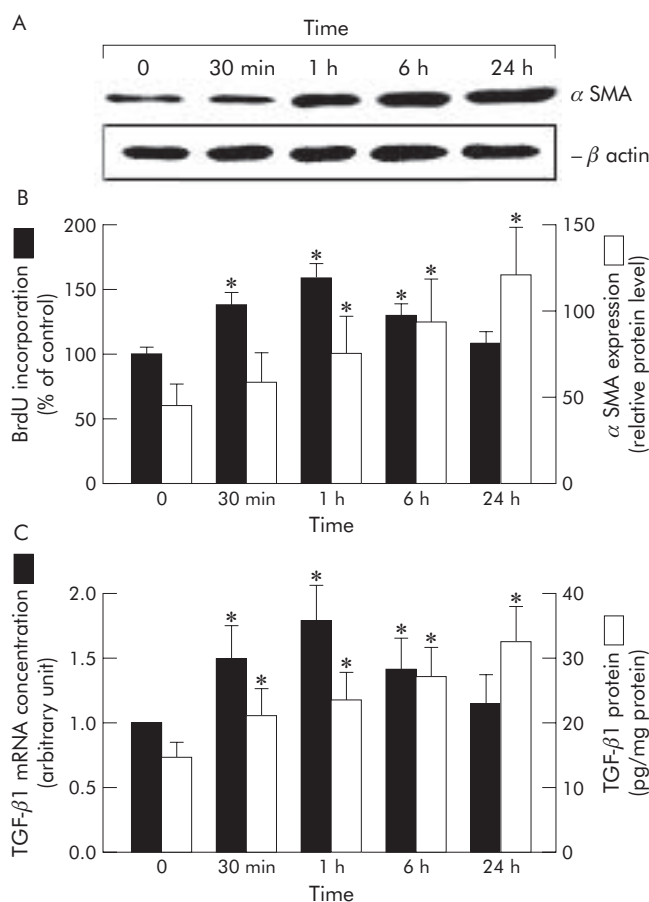 A
Time
0 30 min 1 h 6 h 24 h
α SMA
– β actin
B
BrdU incorporation
(% of control)
200
150
100
50
0
* * * * * *
150
100
50
0
α SMA expression
(relative protein level)
0 30 min 1 h 6 h 24 h
Time
C
TGF-β1 mRNA concentration
(arbitrary unit)
2.0
1.5
1.0
0.5
0.0
* * * * * * *
40
30
20
10
0
TGF-β1 protein
(pg/mg protein)
0 30 min 1 h 6 h 24 h
Time